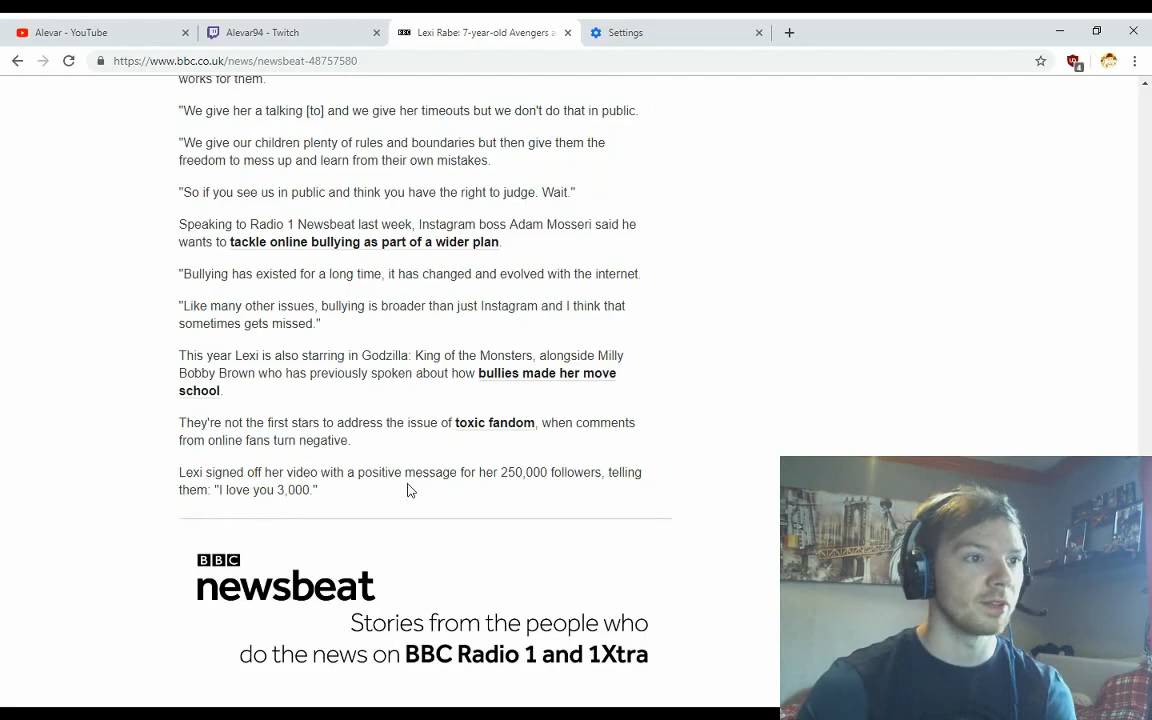 Alevar - YouTube
Alevar94 - Twitch
Lexi Rabe: 7-year-old Avengers a
Settings
https://www.bbc.co.uk/news/newsbeat-48757580
4
works for them.
"We give her a talking [to] and we give her timeouts but we don't do that in public.
"We give our children plenty of rules and boundaries but then give them the
freedom to mess up and learn from their own mistakes.
"So if you see us in public and think you have the right to judge. Wait."
Speaking to Radio 1 Newsbeat last week, Instagram boss Adam Mosseri said he
wants to tackle online bullying as part of a wider plan.
"Bullying has existed for a long time, it has changed and evolved with the internet.
"Like many other issues, bullying is broader than just Instagram and I think that
sometimes gets missed."
This year Lexi is also starring in Godzilla: King of the Monsters, alongside Milly
Bobby Brown who has previously spoken about how bullies made her move
school.
They're not the first stars to address the issue of toxic fandom, when comments
from online fans turn negative.
Lexi signed off her video with a positive message for her 250,000 followers, telling
them: "I love you 3,000."
BBC
newsbeat
Stories from the people who
do the news on BBC Radio 1 and 1Xtra